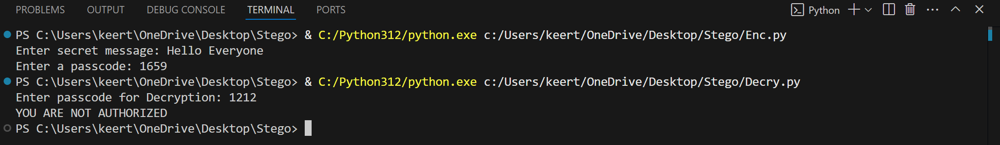 PROBLEMS OUTPUT DEBUG CONSOLE TERMINAL PORTS Python
PS C:\Users\keert\OneDrive\Desktop\Stego> & C:/Python312/python.exe c:/Users/keert/OneDrive/Desktop/Stego/Enc.py
Enter secret message: Hello Everyone
Enter a passcode: 1659
PS C:\Users\keert\OneDrive\Desktop\Stego> & C:/Python312/python.exe c:/Users/keert/OneDrive/Desktop/Stego/Decry.py
Enter passcode for Decryption: 1212
YOU ARE NOT AUTHORIZED
PS C:\Users\keert\OneDrive\Desktop\Stego>